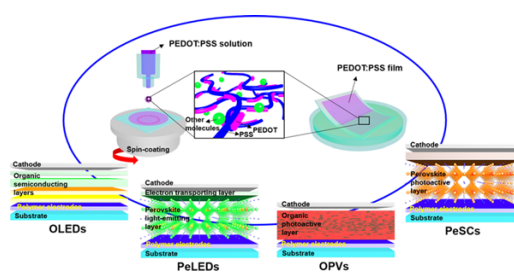 PEDOT:PSS solution
PEDOT:PSS film
Other
molecules
PEDOT
PSS
Spin-coating
Cathode
Organic
semiconducting
layers
Polymer electrodes
Substrate
OLEDs
Cathode
Electron transporting layer
Perovskite
light-emitting
layer
Polymer electrodes
Substrate
PeLEDs
Cathode
Organic
photoactive
layer
Polymer electrodes
Substrate
OPVs
Cathode
Perovskite
photoactive
layer
Polymer electrodes
Substrate
PeSCs